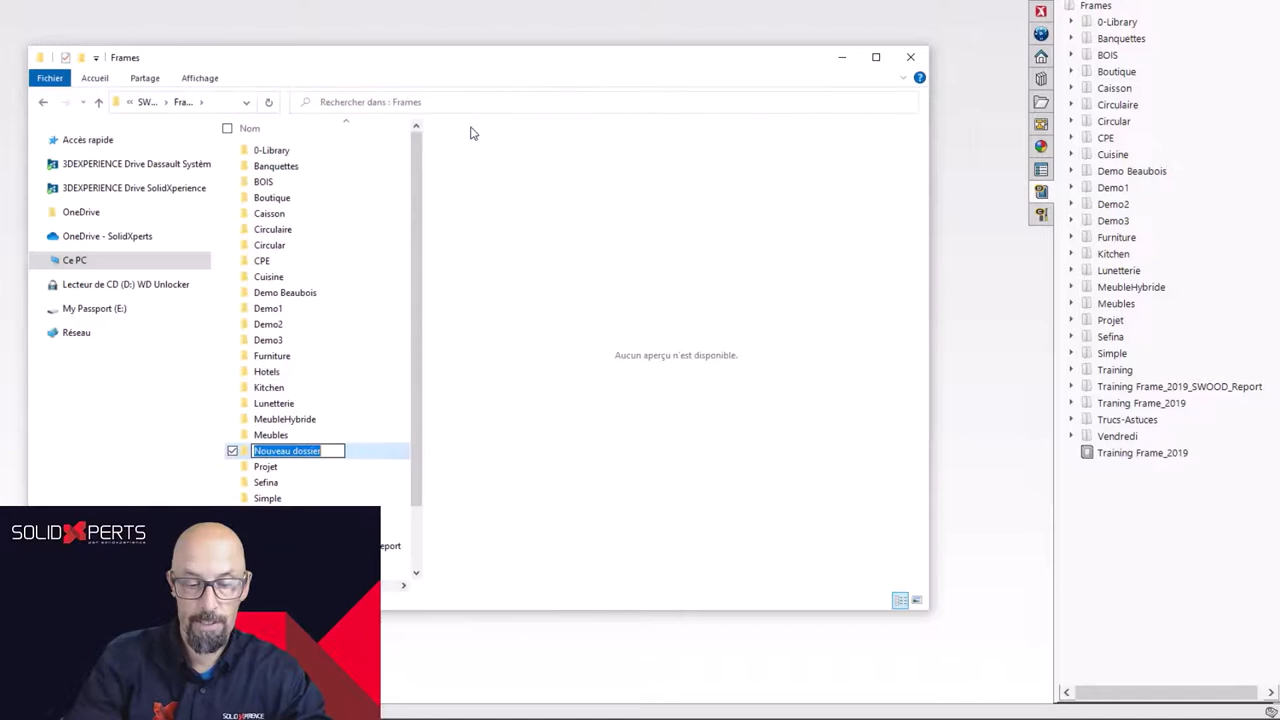 Frames
Fichier
Accueil
Partage
Affichage
« SW... › Fra... ›
Rechercher dans : Frames
Accès rapide
3DEXPERIENCE Drive Dassault Systèm
3DEXPERIENCE Drive SolidXperience
OneDrive
OneDrive - SolidXperts
Ce PC
Lecteur de CD (D:) WD Unlocker
My Passport (E:)
Réseau
Nom
0-Library
Banquettes
BOIS
Boutique
Caisson
Circulaire
Circular
CPE
Cuisine
Demo Beaubois
Demo1
Demo2
Demo3
Furniture
Hotels
Kitchen
Lunetterie
MeubleHybride
Meubles
Nouveau dossier
Projet
Sefina
Simple
eport
Aucun aperçu n'est disponible.
Frames
0-Library
Banquettes
BOIS
Boutique
Caisson
Circulaire
Circular
CPE
Cuisine
Demo Beaubois
Demo1
Demo2
Demo3
Furniture
Kitchen
Lunetterie
MeubleHybride
Meubles
Projet
Sefina
Simple
Training
Training Frame_2019_SWOOD_Report
Traning Frame_2019
Trucs-Astuces
Vendredi
Training Frame_2019
SOLIDXPERTS
par solidxperience
SOLIDXPERIENCE